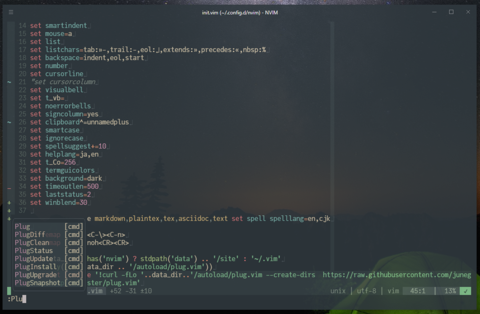 init.vim (~/.config.d/nvim) - NVIM
14 set smartindent
15 set mouse=a
16 set list
17 set listchars=tab:»-,trail:-,eol:↲,extends:»,precedes:«,nbsp:%
18 set backspace=indent,eol,start
19 set number
20 set cursorline
21 "set cursorcolumn
22 set visualbell
23 set t_vb=
24 set noerrorbells
25 set signcolumn=yes
~ 26 set clipboard^=unnamedplus
27 set smartcase
28 set ignorecase
29 set spellsuggest+=10
30 set helplang=ja,en
31 set t_Co=256
32 set termguicolors
33 set background=dark
34 set timeoutlen=500
35 set laststatus=2
36 set winblend=30
37
e markdown,plaintex,tex,asciidoc,text set spell spelllang=en,cjk
Plug [cmd]
PlugDiff [cmd] <C-\><C-n>
PlugClean [cmd] noh<CR><CR>
PlugStatus [cmd]
PlugUpdate [cmd] has('nvim') ? stdpath('data') .. '/site' : '~/.vim'
PlugInstall [cmd] ata_dir .. '/autoload/plug.vim'))
PlugUpgrade [cmd] e '!curl -fLo '..data_dir..'/autoload/plug.vim --create-dirs https://raw.githubusercontent.com/juneg
PlugSnapshot [cmd] ster/plug.vim'
.vim +52 ~31 ×10 unix | utf-8 | vim 45:1 13% ✓
:Plu